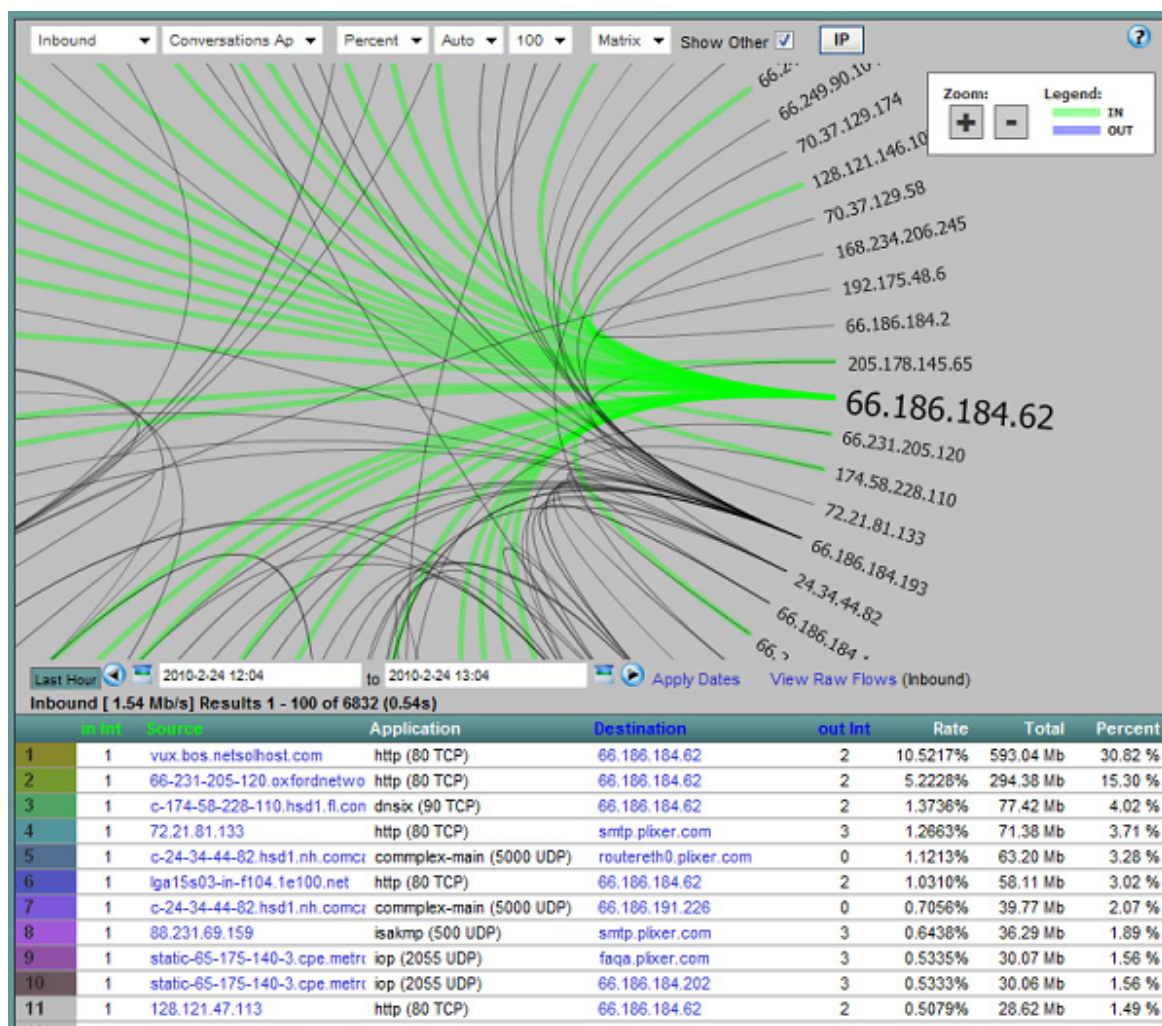 Inbound Conversations Ap Percent Auto 100 Matrix Show Other IP ?
Zoom: Legend:
+ - IN
OUT
66.249.90.10
70.37.129.174
128.121.146.10
70.37.129.58
168.234.206.245
192.175.48.6
66.186.184.2
205.178.145.65
66.186.184.62
66.231.205.120
174.58.228.110
72.21.81.133
66.186.184.193
24.34.44.82
66.186.184
Last Hour 2010-2-24 12:04 to 2010-2-24 13:04 Apply Dates View Raw Flows (Inbound)
Inbound [ 1.54 Mb/s] Results 1 - 100 of 6832 (0.54s)
in Int Source Application Destination out Int Rate Total Percent
1 1 vux.bos.netsolhost.com http (80 TCP) 66.186.184.62 2 10.5217% 593.04 Mb 30.82 %
2 1 66-231-205-120.oxfordnetwo http (80 TCP) 66.186.184.62 2 5.2228% 294.38 Mb 15.30 %
3 1 c-174-58-228-110.hsd1.fl.con dnsix (90 TCP) 66.186.184.62 2 1.3736% 77.42 Mb 4.02 %
4 1 72.21.81.133 http (80 TCP) smtp.plixer.com 3 1.2663% 71.38 Mb 3.71 %
5 1 c-24-34-44-82.hsd1.nh.comca commplex-main (5000 UDP) routereth0.plixer.com 0 1.1213% 63.20 Mb 3.28 %
6 1 lga15s03-in-f104.1e100.net http (80 TCP) 66.186.184.62 2 1.0310% 58.11 Mb 3.02 %
7 1 c-24-34-44-82.hsd1.nh.comca commplex-main (5000 UDP) 66.186.191.226 0 0.7056% 39.77 Mb 2.07 %
8 1 88.231.69.159 isakmp (500 UDP) smtp.plixer.com 3 0.6438% 36.29 Mb 1.89 %
9 1 static-65-175-140-3.cpe.metro iop (2055 UDP) faqa.plixer.com 3 0.5335% 30.07 Mb 1.56 %
10 1 static-65-175-140-3.cpe.metro iop (2055 UDP) 66.186.184.202 3 0.5333% 30.06 Mb 1.56 %
11 1 128.121.47.113 http (80 TCP) 66.186.184.62 2 0.5079% 28.62 Mb 1.49 %